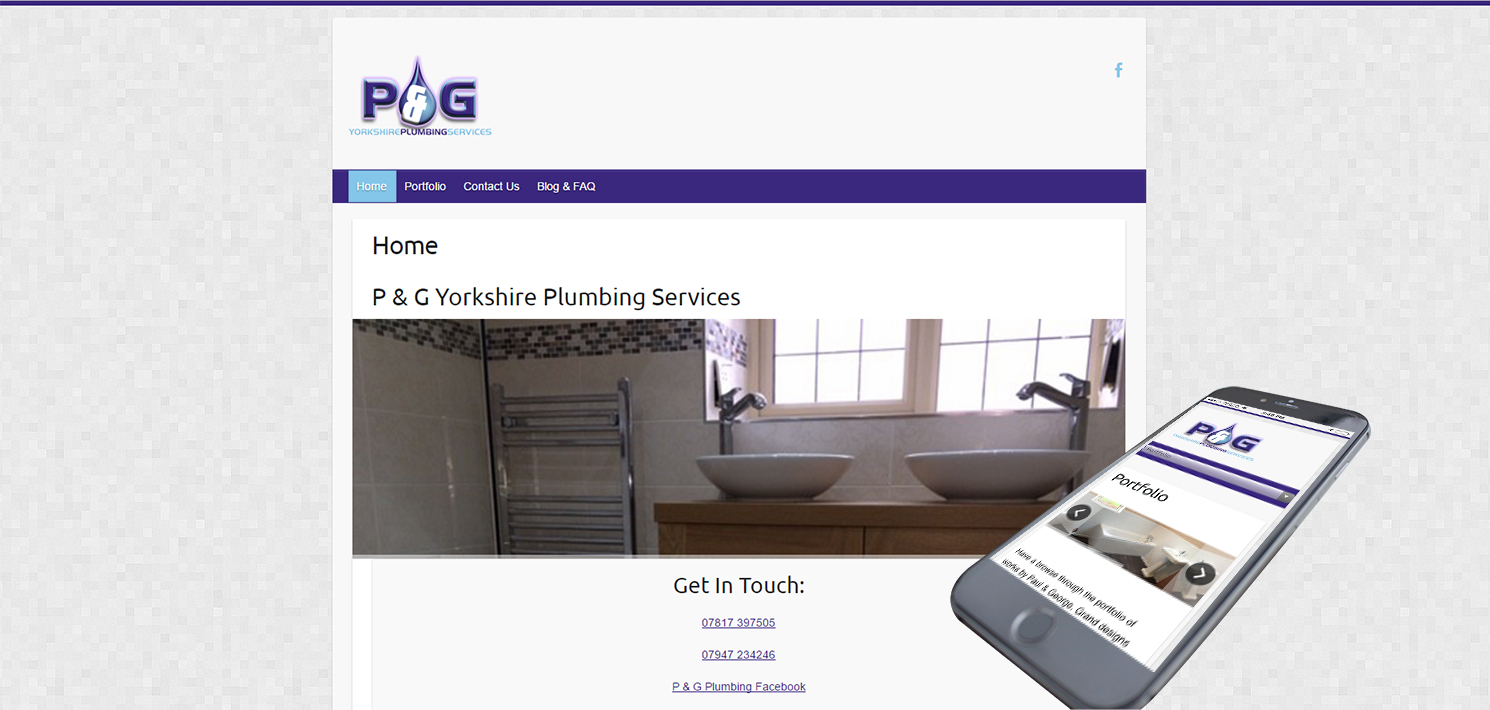 P&G
YORKSHIREPLUMBINGSERVICES
Home
Portfolio
Contact Us
Blog & FAQ
Home
P & G Yorkshire Plumbing Services
Get In Touch:
07817 397505
07947 234246
P & G Plumbing Facebook
P&G
YORKSHIREPLUMBINGSERVICES
Portfolio
Portfolio
Have a browse through the portfolio of
works by Paul & George. Grand designs